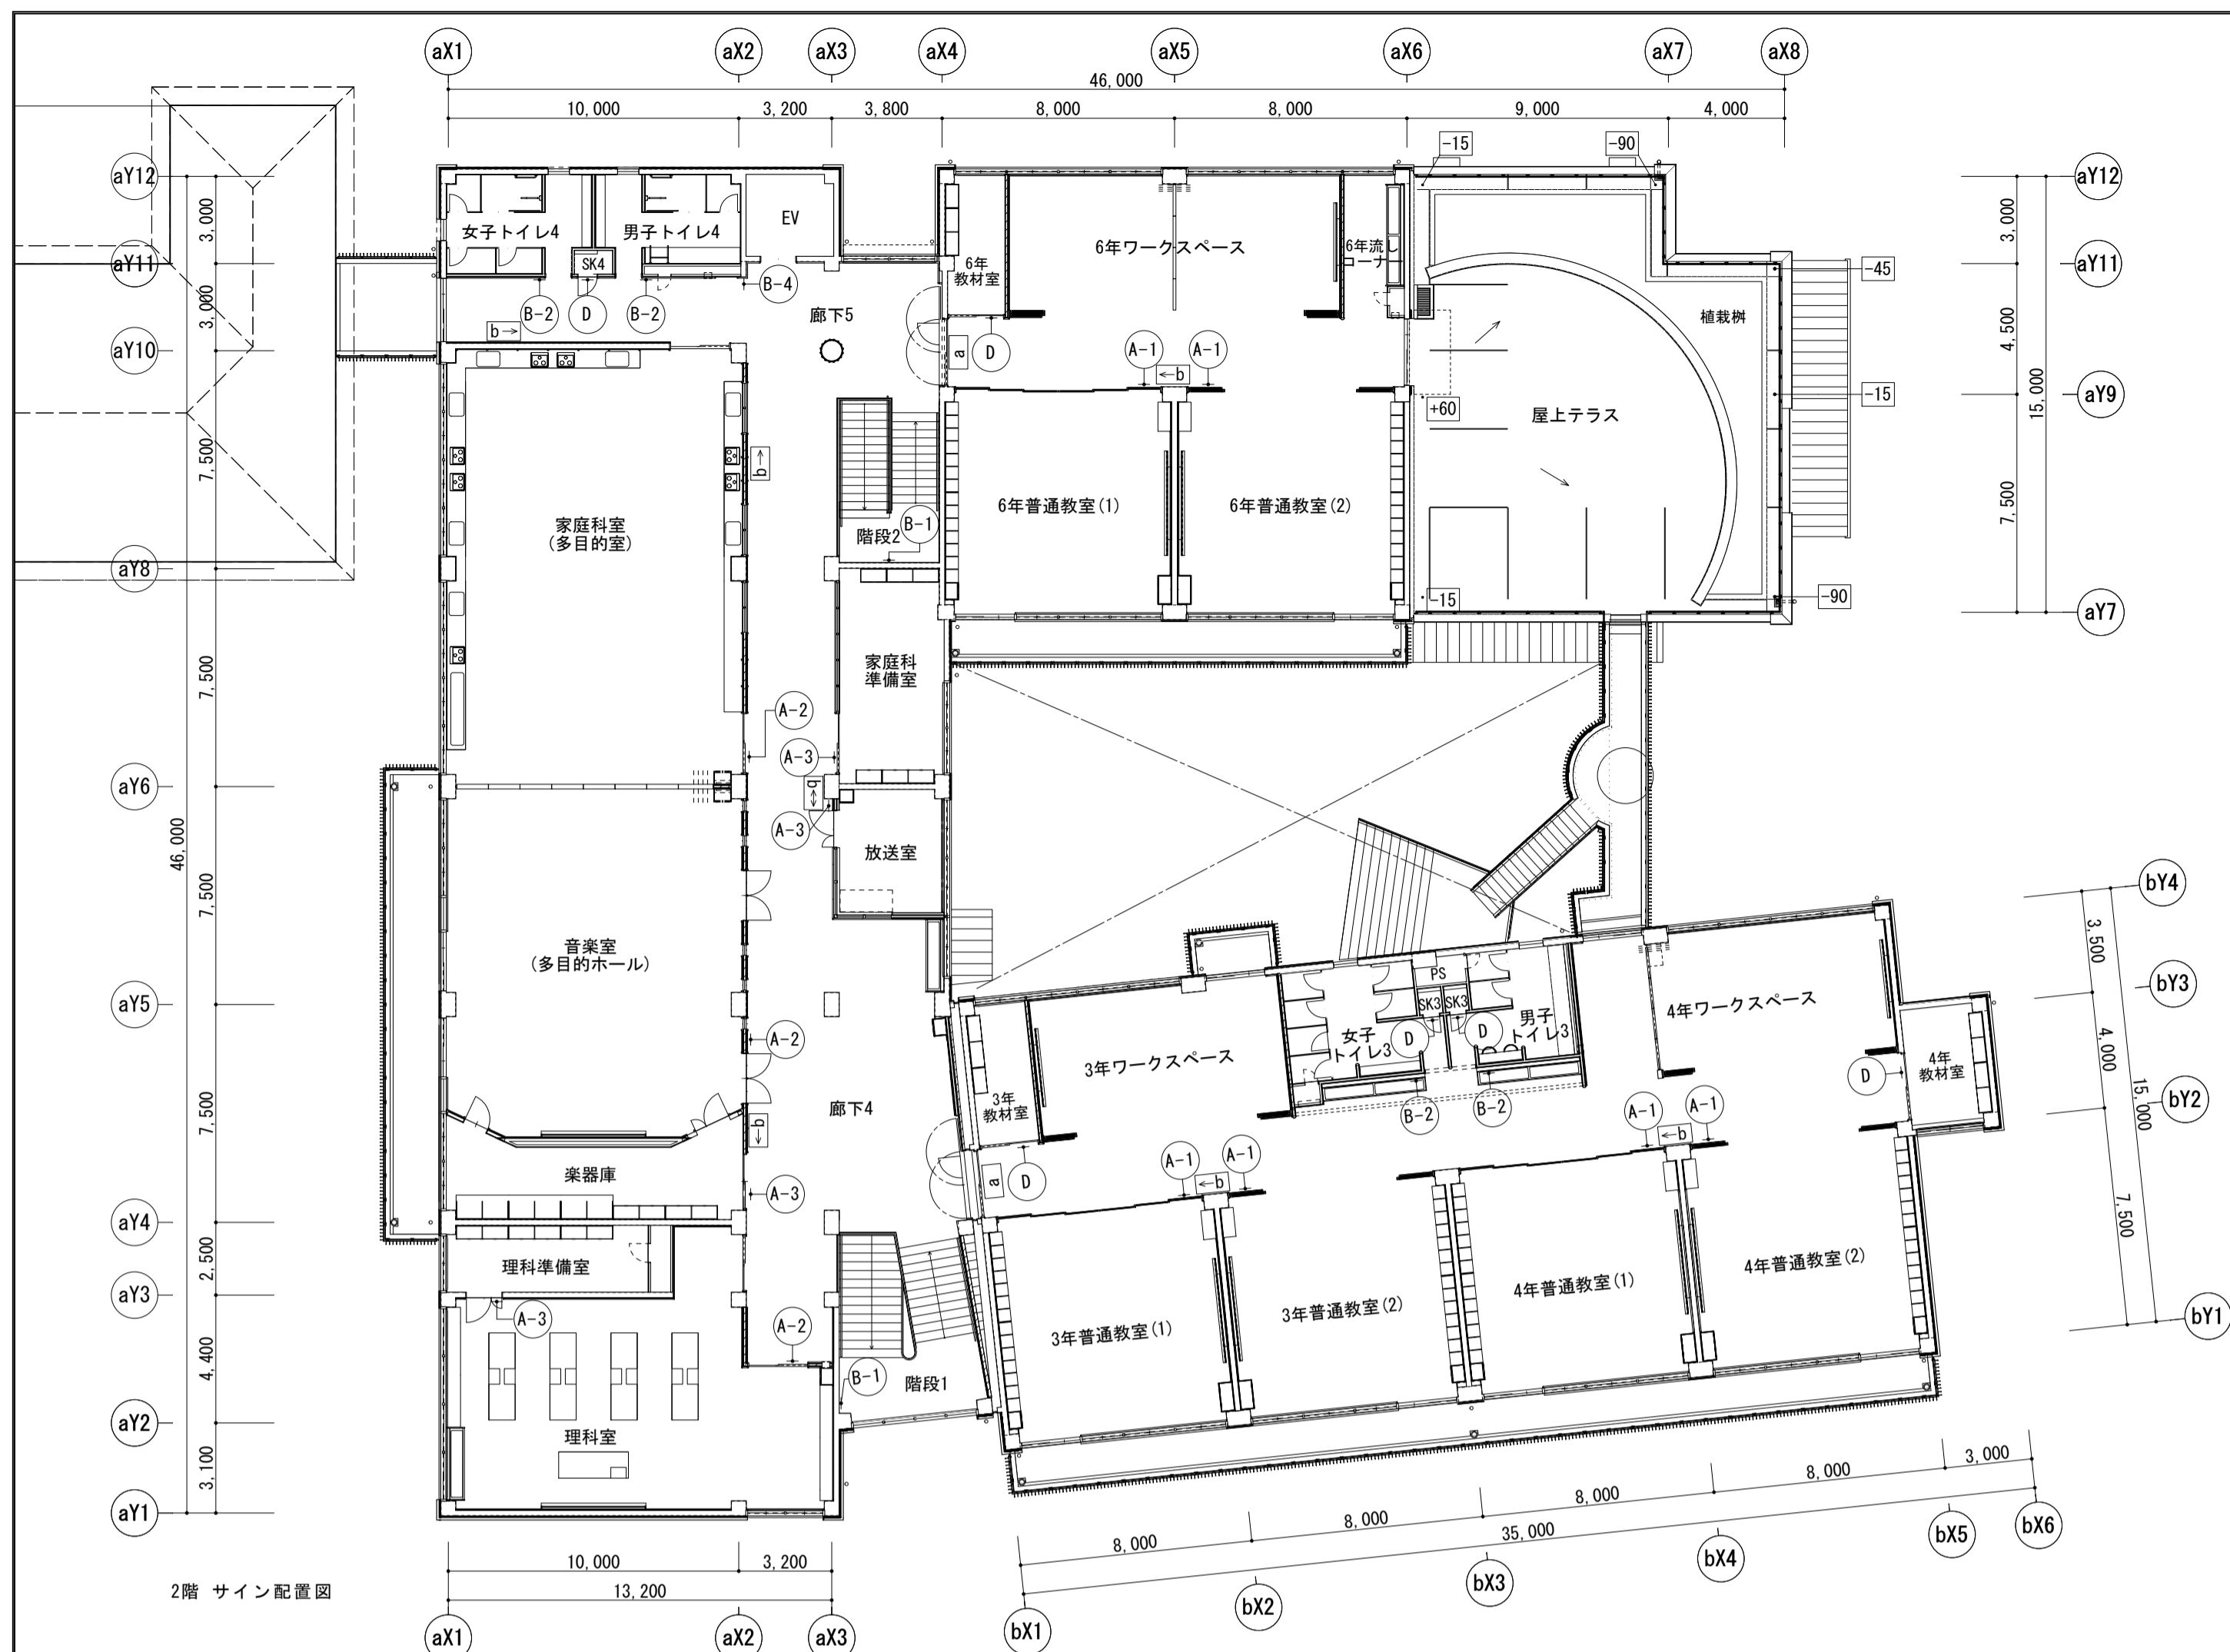 aX1
aX2
aX3
aX4
aX5
aX6
aX7
aX8
46,000
10,000
3,200
3,800
8,000
8,000
9,000
4,000
-15
-90
aY12
aY12
3,000
3,000
女子トイレ4
男子トイレ4
EV
SK4
6年ワークスペース
6年
教材室
6年流し
コーナー
aY11
aY11
-45
B-2
D
B-2
B-4
b→
廊下5
植栽桝
3,000
4,500
aY10
a
D
A-1
A-1
←b
+60
屋上テラス
-15
aY9
15,000
7,500
b→
家庭科室
(多目的室)
6年普通教室(1)
6年普通教室(2)
7,500
B-1
階段2
aY8
-15
-90
aY7
7,500
家庭科
準備室
A-2
A-3
aY6
b
A-3
放送室
46,000
7,500
音楽室
(多目的ホール)
bY4
3,500
aY5
PS
SK3
SK3
A-2
女子
トイレ3
男子
トイレ3
D
D
4年ワークスペース
bY3
3年ワークスペース
4年
教材室
D
4,000
15,000
7,500
廊下4
3年
教材室
B-2
B-2
A-1
A-1
bY2
b→
←b
楽器庫
A-1
A-1
a
D
←b
A-3
aY4
7,500
2,500
理科準備室
4年普通教室(1)
4年普通教室(2)
aY3
A-3
A-2
3年普通教室(1)
3年普通教室(2)
bY1
4,400
B-1
階段1
aY2
理科室
3,100
aY1
8,000
8,000
8,000
8,000
3,000
35,000
bX1
bX2
bX3
bX4
bX5
bX6
10,000
3,200
13,200
2階 サイン配置図
aX1
aX2
aX3